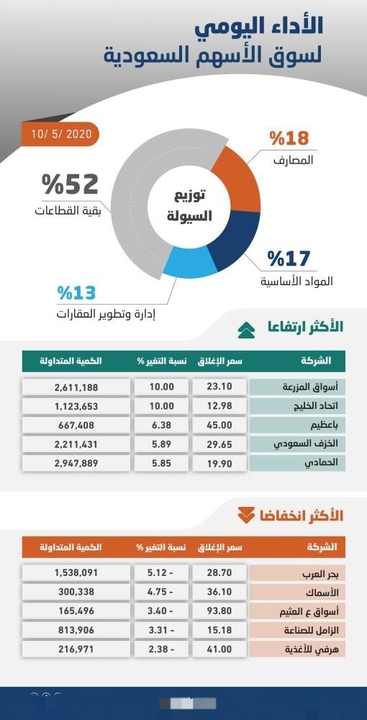 الأداء اليومي
لسوق الأسهم السعودية
10/ 5/ 2020
%18
المصارف
%52
بقية القطاعات
توزيع
السيولة
%17
المواد الأساسية
%13
إدارة وتطوير العقارات
الأكثر ارتفاعا
الشركة سعر الإغلاق نسبة التغير % الكمية المتداولة
أسواق المزرعة 23.10 10.00 2,611,188
اتحاد الخليج 12.98 10.00 1,123,653
باعظيم 45.00 6.38 667,408
الخزف السعودي 29.65 5.89 2,211,431
الحمادي 19.90 5.85 2,947,889
الأكثر انخفاضا
الشركة سعر الإغلاق نسبة التغير % الكمية المتداولة
بحر العرب 28.70 5.12 - 1,538,091
الأسماك 36.10 4.75 - 300,338
أسواق ع العثيم 93.80 3.40 - 165,496
الزامل للصناعة 15.18 3.31 - 813,906
هرفي للأغذية 41.00 2.38 - 216,971